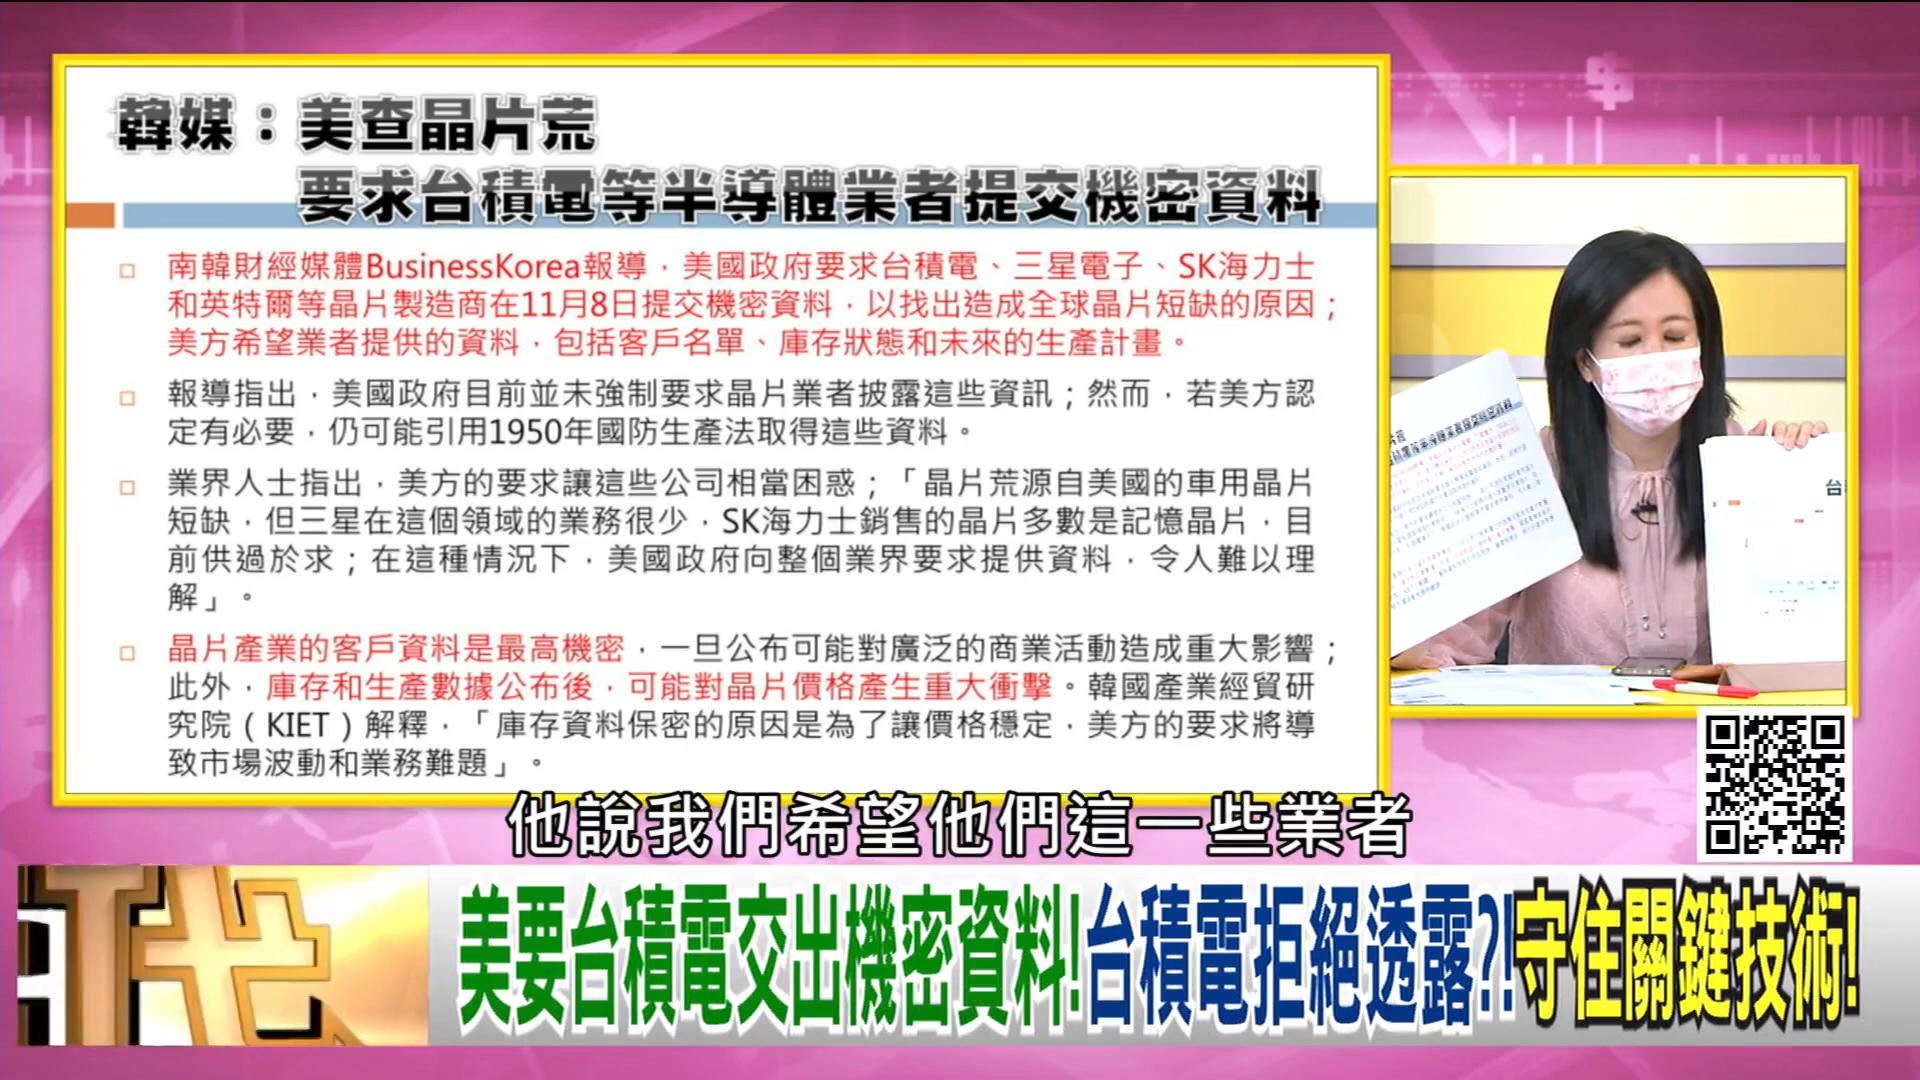 韓媒：美查晶片荒
要求台積電等半導體業者提交機密資料
南韓財經媒體BusinessKorea報導，美國政府要求台積電、三星電子、SK海力士
和英特爾等晶片製造商在11月8日提交機密資料，以找出造成全球晶片短缺的原因；
美方希望業者提供的資料，包括客戶名單、庫存狀態和未來的生產計畫。
報導指出，美國政府目前並未強制要求晶片業者披露這些資訊；然而，若美方認
定有必要，仍可能引用1950年國防生產法取得這些資料。
業界人士指出，美方的要求讓這些公司相當困惑；「晶片荒源自美國的車用晶片
短缺，但三星在這個領域的業務很少，SK海力士銷售的晶片多數是記憶晶片，目
前供過於求；在這種情況下，美國政府向整個業界要求提供資料，令人難以理
解」。
晶片產業的客戶資料是最高機密，一旦公布可能對廣泛的商業活動造成重大影響；
此外，庫存和生產數據公布後，可能對晶片價格產生重大衝擊。韓國產業經貿研
究院（KIET）解釋，「庫存資料保密的原因是為了讓價格穩定，美方的要求將導
致市場波動和業務難題」。
台
他說我們希望他們這一些業者
美要台積電交出機密資料!台積電拒絕透露?!守住關鍵技術!